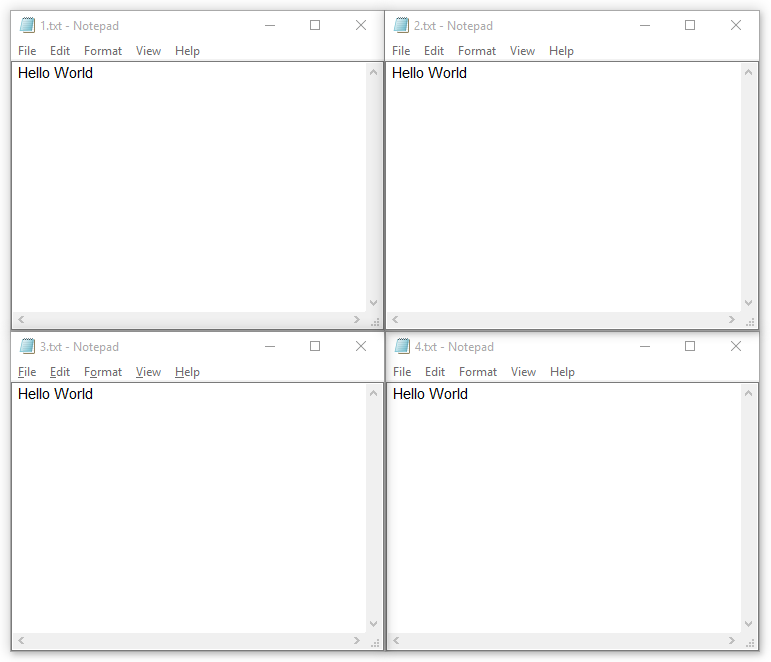 1.txt - Notepad
File Edit Format View Help
Hello World
2.txt - Notepad
File Edit Format View Help
Hello World
3.txt - Notepad
File Edit Format View Help
Hello World
4.txt - Notepad
File Edit Format View Help
Hello World